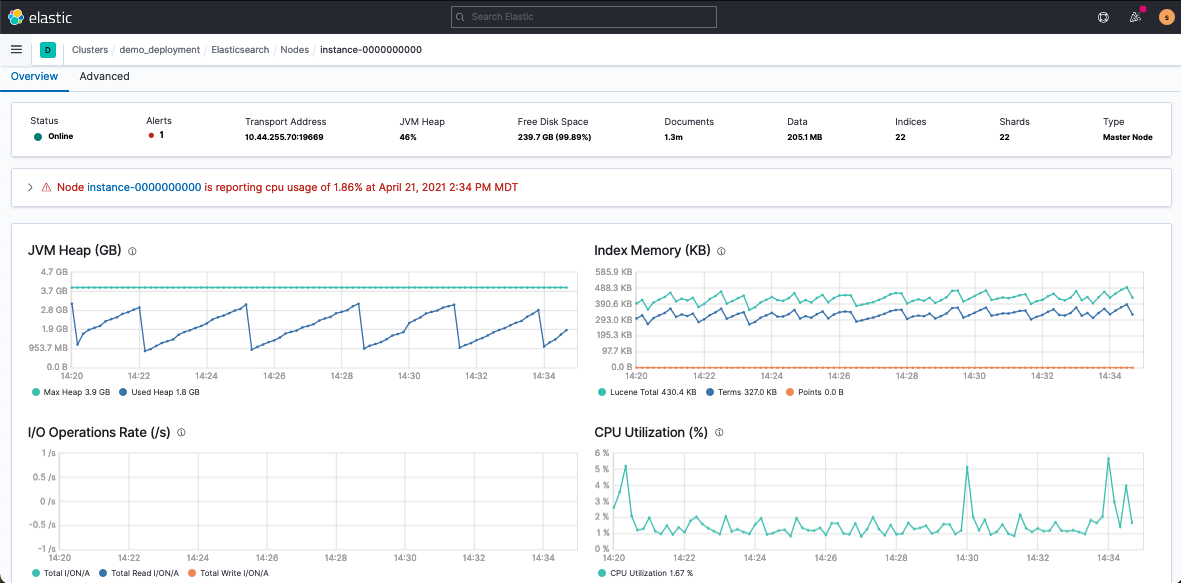 elastic
Search Elastic
s
D
Clusters / demo_deployment / Elasticsearch / Nodes / instance-0000000000
Overview Advanced
Status Alerts Transport Address JVM Heap Free Disk Space Documents Data Indices Shards Type
Online 1 10.44.255.70:19669 46% 239.7 GB (99.89%) 1.3m 205.1 MB 22 22 Master Node
Node instance-0000000000 is reporting cpu usage of 1.86% at April 21, 2021 2:34 PM MDT
JVM Heap (GB)
4.7 GB
3.7 GB
2.8 GB
1.9 GB
953.7 MB
0.0 B
14:20 14:22 14:24 14:26 14:28 14:30 14:32 14:34
Max Heap 3.9 GB Used Heap 1.8 GB
Index Memory (KB)
585.9 KB
488.3 KB
390.6 KB
293.0 KB
195.3 KB
97.7 KB
0.0 B
14:20 14:22 14:24 14:26 14:28 14:30 14:32 14:34
Lucene Total 430.4 KB Terms 327.0 KB Points 0.0 B
I/O Operations Rate (/s)
1 /s
0.5 /s
0 /s
-0.5 /s
-1 /s
14:20 14:22 14:24 14:26 14:28 14:30 14:32 14:34
Total I/ON/A Total Read I/ON/A Total Write I/ON/A
CPU Utilization (%)
6 %
5 %
4 %
3 %
2 %
1 %
0 %
14:20 14:22 14:24 14:26 14:28 14:30 14:32 14:34
CPU Utilization 1.67 %